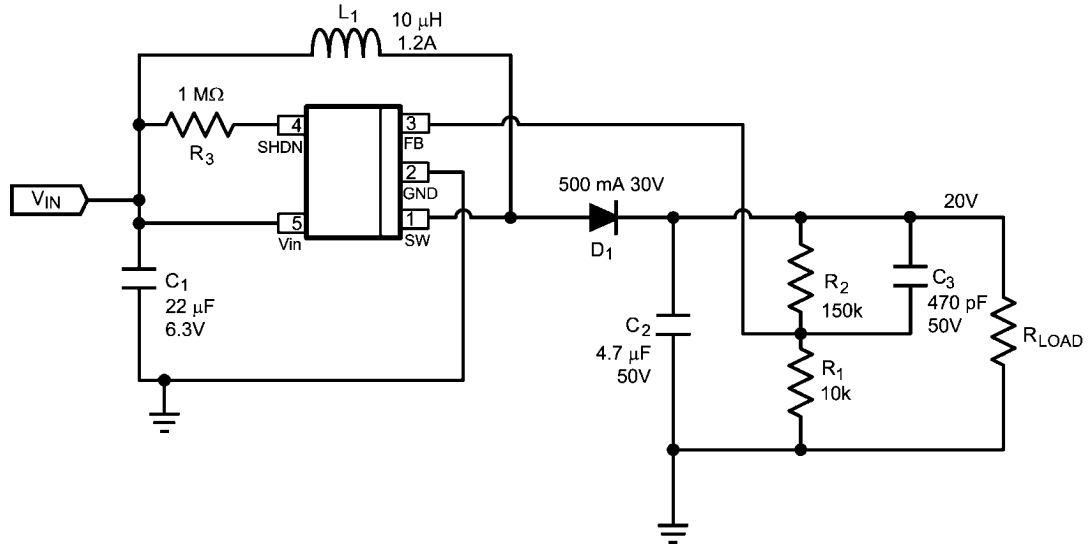 L1
10 μH
1.2A
1 MΩ
R3
4
SHDN
3
FB
2
GND
1
SW
5
Vin
VIN
C1
22 μF
6.3V
500 mA 30V
D1
20V
C2
4.7 μF
50V
R2
150k
C3
470 pF
50V
R1
10k
RLOAD